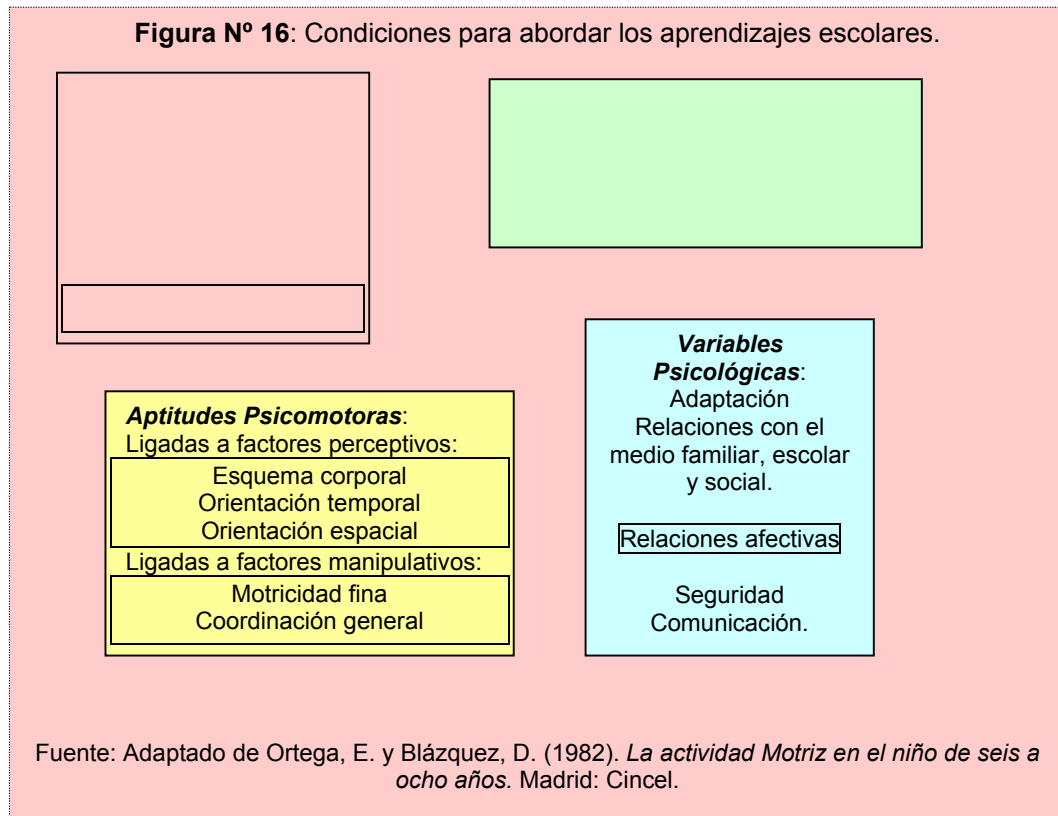 Figura Nº 16: Condiciones para abordar los aprendizajes escolares.
Aptitudes Psicomotoras:
Ligadas a factores perceptivos:
Esquema corporal
Orientación temporal
Orientación espacial
Ligadas a factores manipulativos:
Motricidad fina
Coordinación general
Variables
Psicológicas:
Adaptación
Relaciones con el
medio familiar, escolar
y social.
Relaciones afectivas
Seguridad
Comunicación.
Fuente: Adaptado de Ortega, E. y Blázquez, D. (1982). La actividad Motriz en el niño de seis a
ocho años. Madrid: Cincel.